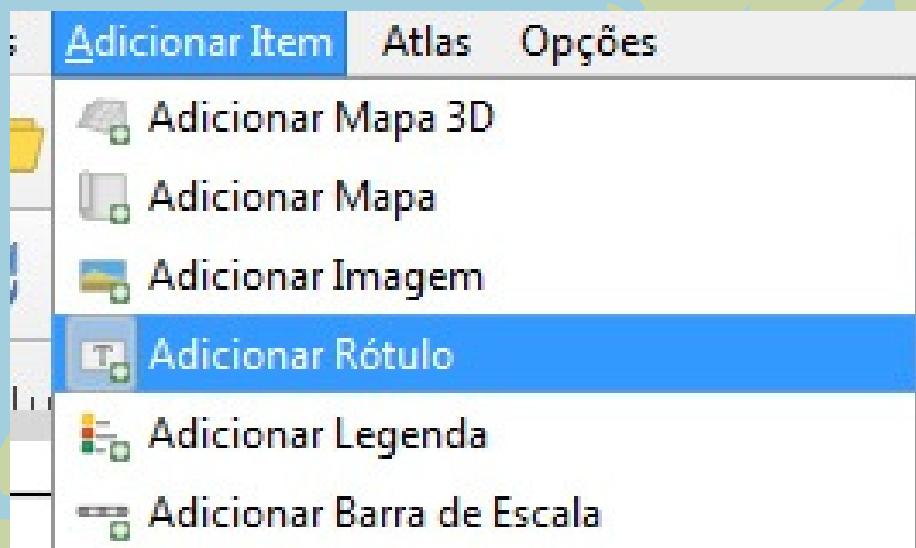 Adicionar Item Atlas Opções
Adicionar Mapa 3D
Adicionar Mapa
Adicionar Imagem
T Adicionar Rótulo
Adicionar Legenda
Adicionar Barra de Escala